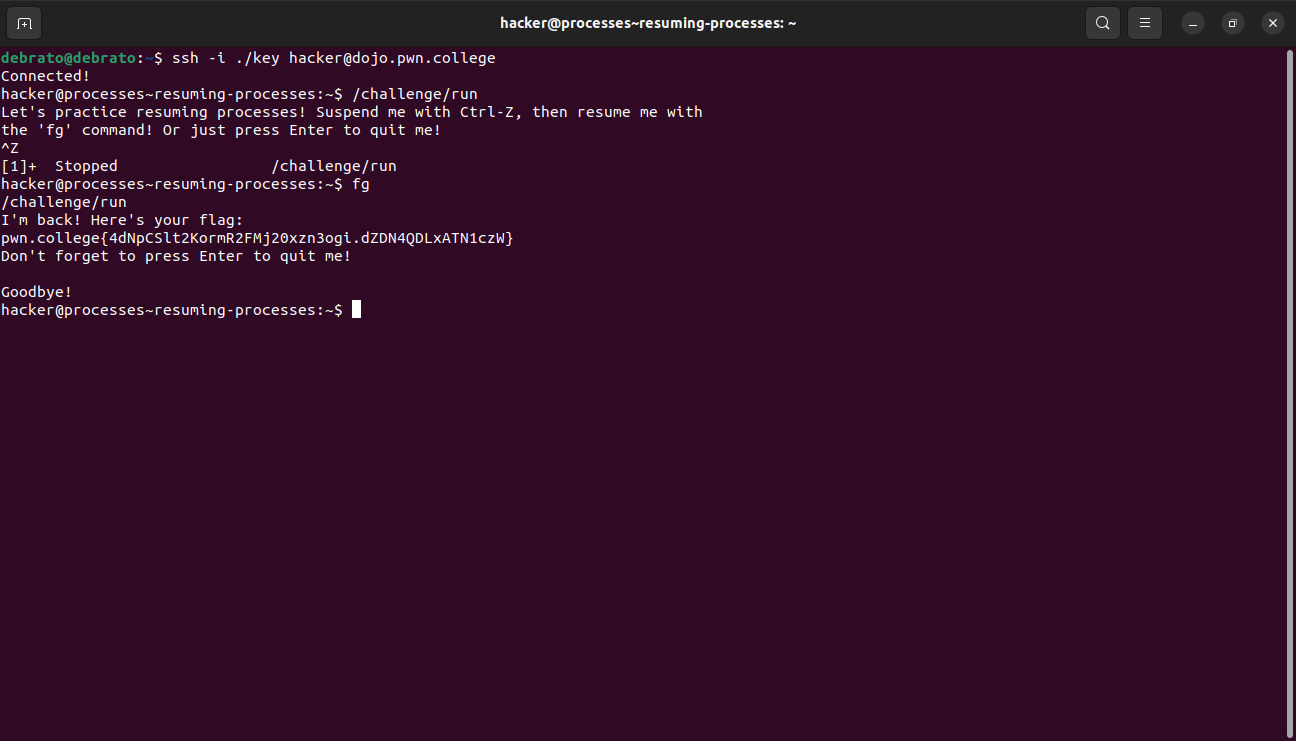 hacker@processes~resuming-processes: ~
debrato@debrato:~$ ssh -i ./key hacker@dojo.pwn.college
Connected!
hacker@processes~resuming-processes:~$ /challenge/run
Let's practice resuming processes! Suspend me with Ctrl-Z, then resume me with
the 'fg' command! Or just press Enter to quit me!
^Z
[1]+  Stopped                 /challenge/run
hacker@processes~resuming-processes:~$ fg
/challenge/run
I'm back! Here's your flag:
pwn.college{4dNpCSlt2KormR2FMj20xzn3ogi.dZDN4QDLxATN1czW}
Don't forget to press Enter to quit me!
Goodbye!
hacker@processes~resuming-processes:~$